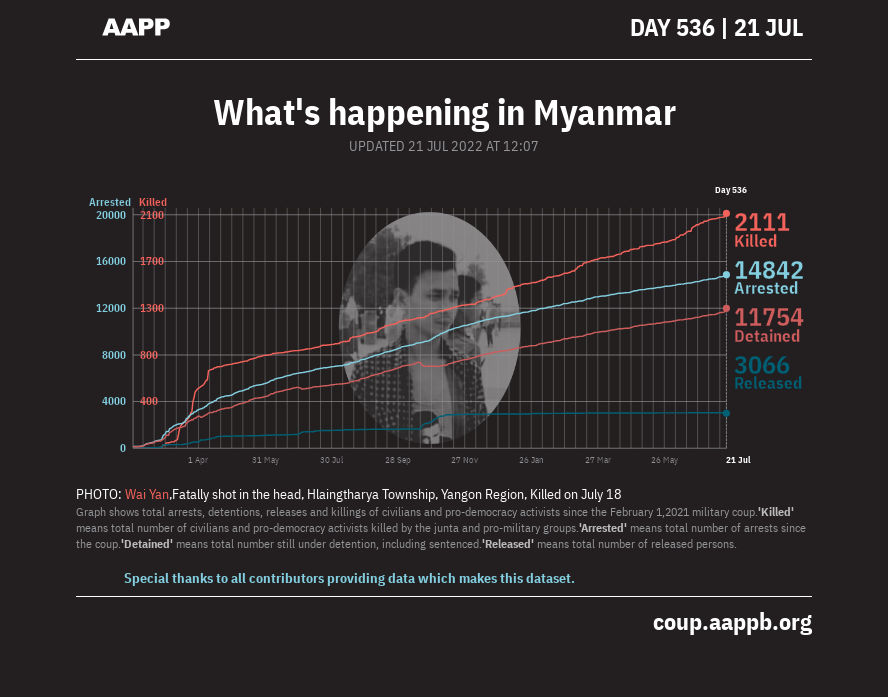 AAPP
DAY 536 | 21 JUL
What's happening in Myanmar
UPDATED 21 JUL 2022 AT 12:07
Day 536
Arrested Killed
20000 2100
16000 1700
12000 1300
8000 800
4000 400
0
2111
Killed
14842
Arrested
11754
Detained
3066
Released
1 Apr 31 May 30 Jul 28 Sep 27 Nov 26 Jan 27 Mar 26 May 21 Jul
PHOTO: Wai Yan,Fatally shot in the head, Hlaingtharya Township, Yangon Region, Killed on July 18
Graph shows total arrests, detentions, releases and killings of civilians and pro-democracy activists since the February 1,2021 military coup.'Killed'
means total number of civilians and pro-democracy activists killed by the junta and pro-military groups.'Arrested' means total number of arrests since
the coup.'Detained' means total number still under detention, including sentenced.'Released' means total number of released persons.
Special thanks to all contributors providing data which makes this dataset.
coup.aappb.org